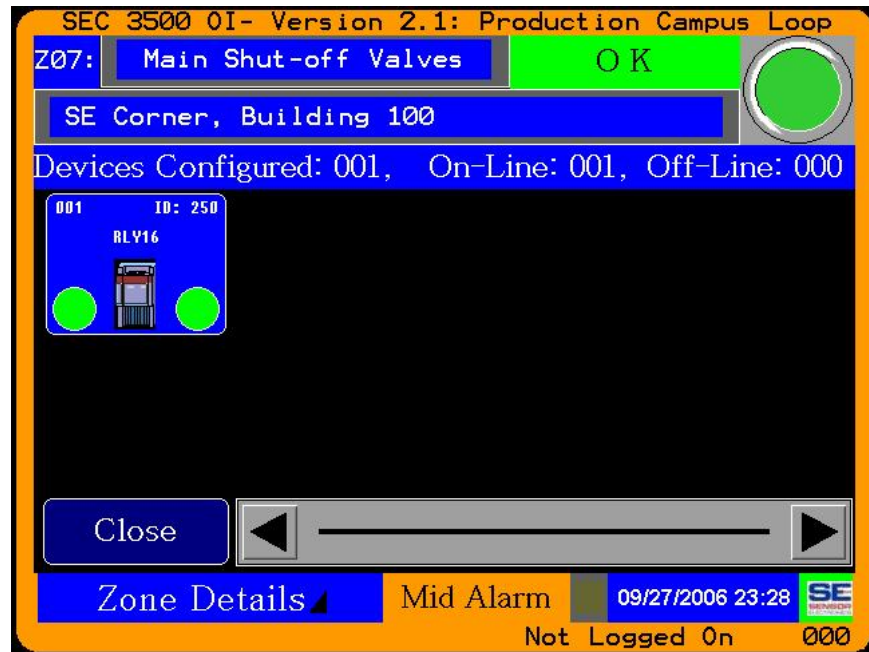 SEC 3500 OI- Version 2.1: Production Campus Loop
Z07: Main Shut-off Valves OK
SE Corner, Building 100
Devices Configured: 001, On-Line: 001, Off-Line: 000
001 ID: 250
RLY16
Close
Zone Details Mid Alarm 09/27/2006 23:28 SE
SENSOR
Not Logged On 000